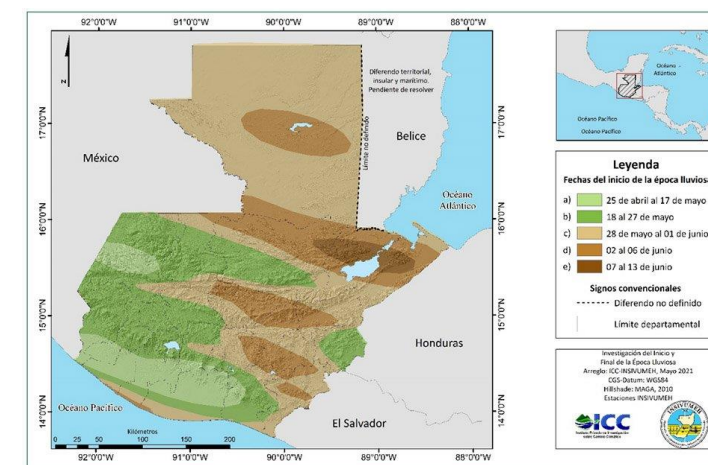 92°0'0"W 91°0'0"W 90°0'0"W 89°0'0"W 88°0'0"W
N
17°0'0"N
16°0'0"N
15°0'0"N
14°0'0"N
México
Diferendo territorial,
insular y marítimo.
Pendiente de resolver
Límite no definido
Belice
Océano
Atlántico
Honduras
El Salvador
Océano Pacífico
Kilómetros
0 25 50 100 150 200
17°0'0"N
16°0'0"N
15°0'0"N
14°0'0"N
92°0'0"W 91°0'0"W 90°0'0"W 89°0'0"W 88°0'0"W
Océano
Atlántico
Océano Pacífico
Océano Pacífico
Leyenda
Fechas del inicio de la época lluviosa
a) 25 de abril al 17 de mayo
b) 18 al 27 de mayo
c) 28 de mayo al 01 de junio
d) 02 al 06 de junio
e) 07 al 13 de junio
Signos convencionales
Diferendo no definido
Límite departamental
Investigación del Inicio y
Final de la Época Lluviosa
Arreglo: ICC-INSIVUMEH, Mayo 2021
CGS-Datum: WGS84
Hillshade: MAGA, 2010
Estaciones INSIVUMEH
ICC
INSIVUMEH